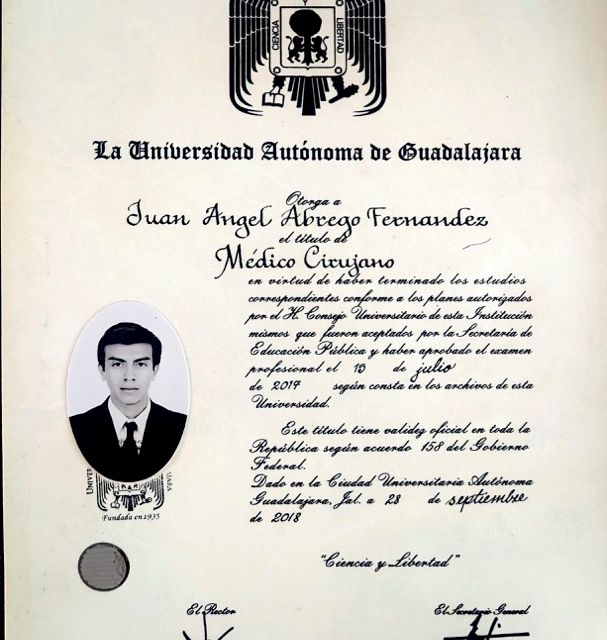 CIENCIA LIBERTAD
La Universidad Autónoma de Guadalajara
Otorga a
Juan Angel Abrego Fernandez
el título de
Médico Cirujano
en virtud de haber terminado los estudios
correspondientes conforme a los planes autorizados
por el H. Consejo Universitario de esta Institución
mismos que fueron aceptados por la Secretaría de
Educación Pública y haber aprobado el examen
profesional el 15 de julio
de 2017 según consta en los archivos de esta
Universidad.
Este título tiene validez oficial en toda la
República según acuerdo 158 del Gobierno
Federal.
Dado en la Ciudad Universitaria Autónoma
Guadalajara, Jal. a 28 de septiembre
de 2018
Fundada en 1935
"Ciencia y Libertad"
El Rector
El Secretario General